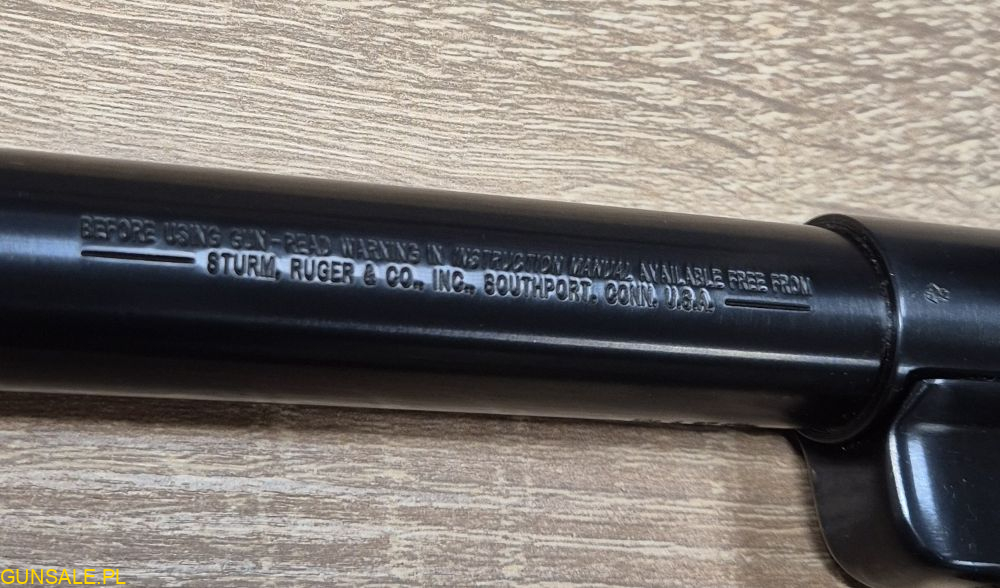 BEFORE USING GUN-READ WARNING IN INSTRUCTION MANUAL AVAILABLE FREE FROM
STURM, RUGER & CO., INC., SOUTHPORT, CONN. U.S.A.
GUNSALE.PL